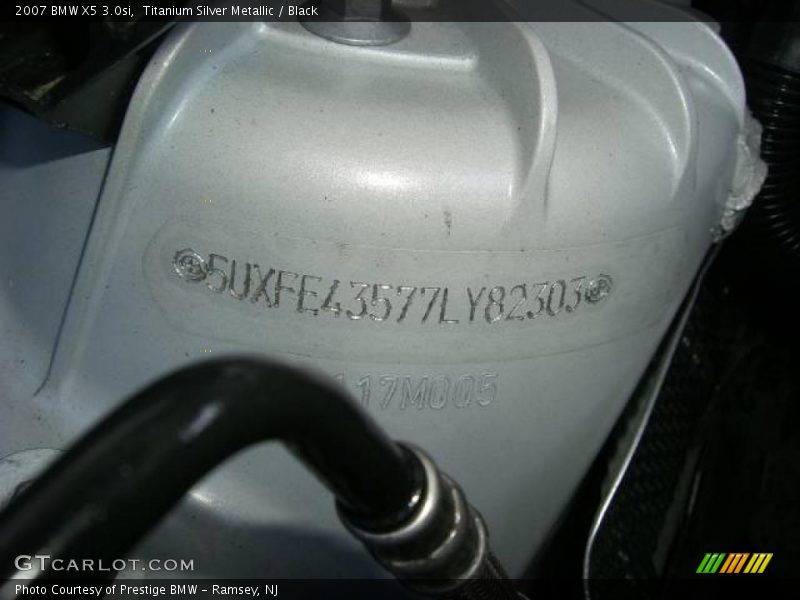 2007 BMW X5 3.0si,  Titanium Silver Metallic / Black
5UXFE43577LY82303
117M005
GTCARLOT.COM
Photo Courtesy of Prestige BMW - Ramsey, NJ